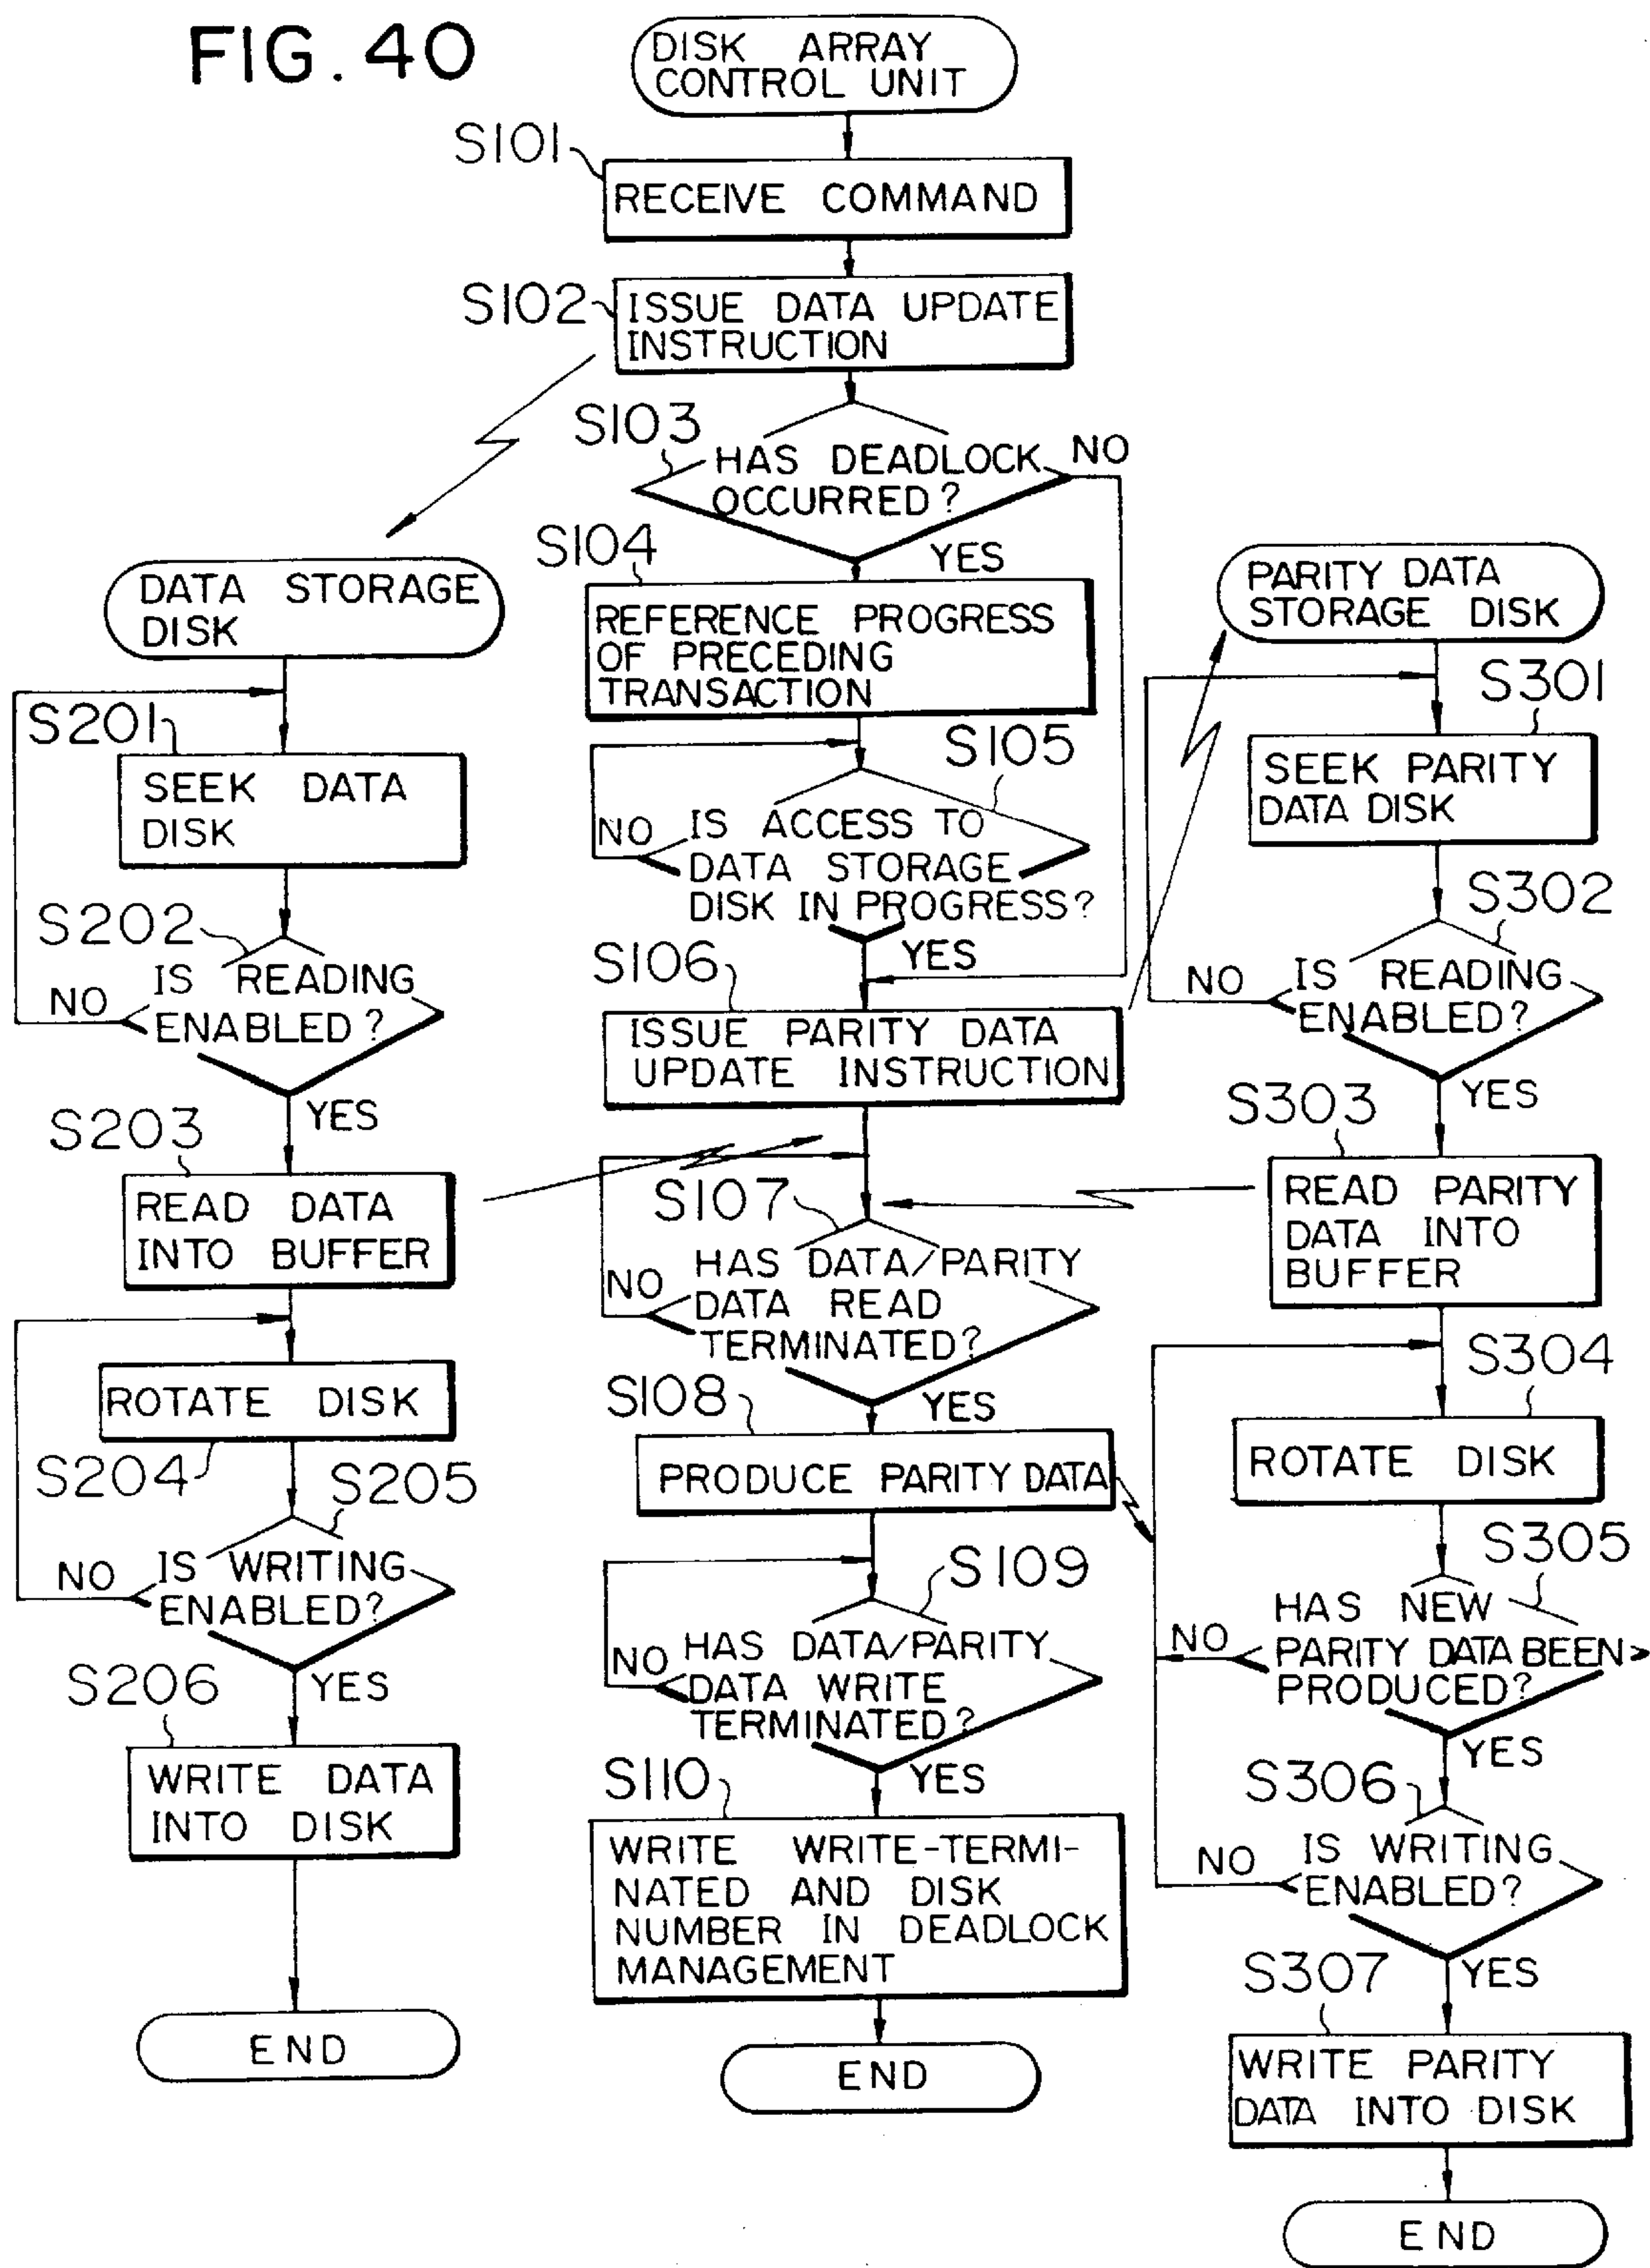 FIG. 40
DISK ARRAY
CONTROL UNIT
S101
RECEIVE COMMAND
S102
ISSUE DATA UPDATE
INSTRUCTION
S103
HAS DEADLOCK
OCCURRED?
NO
YES
S104
REFERENCE PROGRESS
OF PRECEDING
TRANSACTION
S105
IS ACCESS TO
DATA STORAGE
DISK IN PROGRESS?
NO
YES
S106
ISSUE PARITY DATA
UPDATE INSTRUCTION
S107
HAS DATA/PARITY
DATA READ
TERMINATED?
NO
YES
S108
PRODUCE PARITY DATA
S109
HAS DATA/PARITY
DATA WRITE
TERMINATED?
NO
YES
S110
WRITE WRITE-TERMI-
NATED AND DISK
NUMBER IN DEADLOCK
MANAGEMENT
END
DATA STORAGE
DISK
S201
SEEK DATA
DISK
S202
IS READING
ENABLED?
NO
YES
S203
READ DATA
INTO BUFFER
ROTATE DISK
S204
S205
IS WRITING
ENABLED?
NO
YES
S206
WRITE DATA
INTO DISK
END
PARITY DATA
STORAGE DISK
S301
SEEK PARITY
DATA DISK
S302
IS READING
ENABLED?
NO
YES
S303
READ PARITY
DATA INTO
BUFFER
S304
ROTATE DISK
S305
HAS NEW
PARITY DATA BEEN
PRODUCED?
NO
YES
S306
IS WRITING
ENABLED?
NO
YES
S307
WRITE PARITY
DATA INTO DISK
END